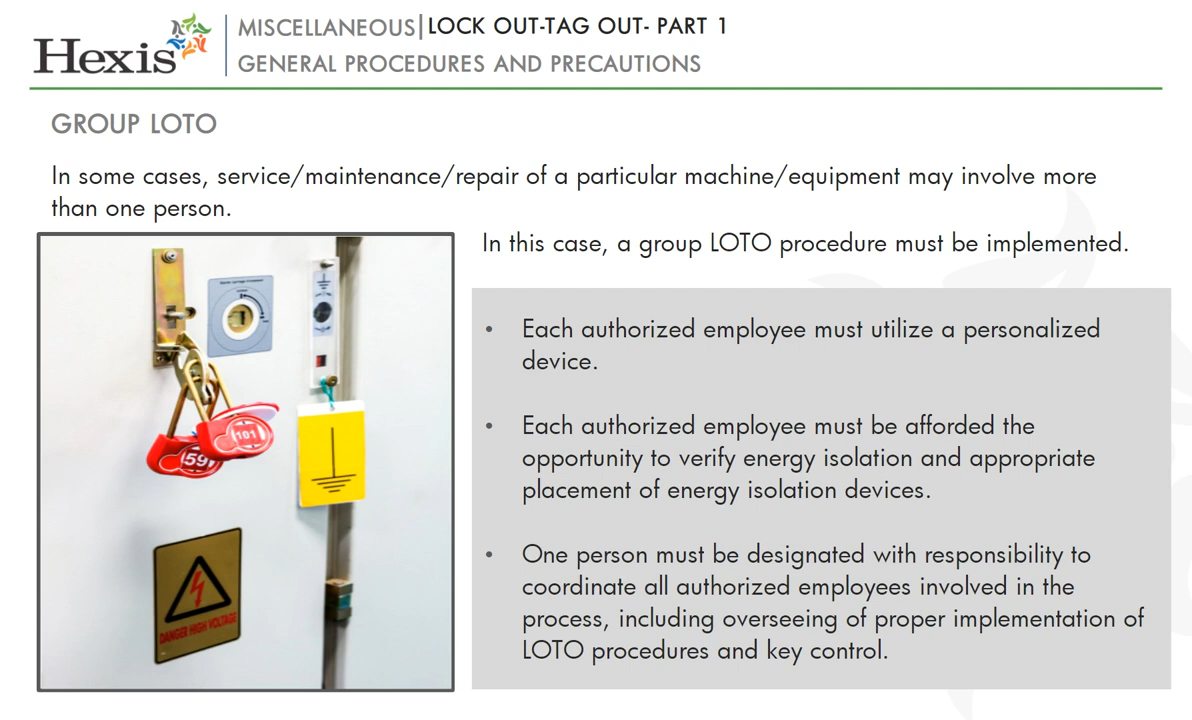 Hexis
MISCELLANEOUS|LOCK OUT-TAG OUT- PART 1
GENERAL PROCEDURES AND PRECAUTIONS
GROUP LOTO
In some cases, service/maintenance/repair of a particular machine/equipment may involve more
than one person.
In this case, a group LOTO procedure must be implemented.
• Each authorized employee must utilize a personalized
device.
• Each authorized employee must be afforded the
opportunity to verify energy isolation and appropriate
placement of energy isolation devices.
• One person must be designated with responsibility to
coordinate all authorized employees involved in the
process, including overseeing of proper implementation of
LOTO procedures and key control.
101
59
DANGER HIGH VOLTAGE